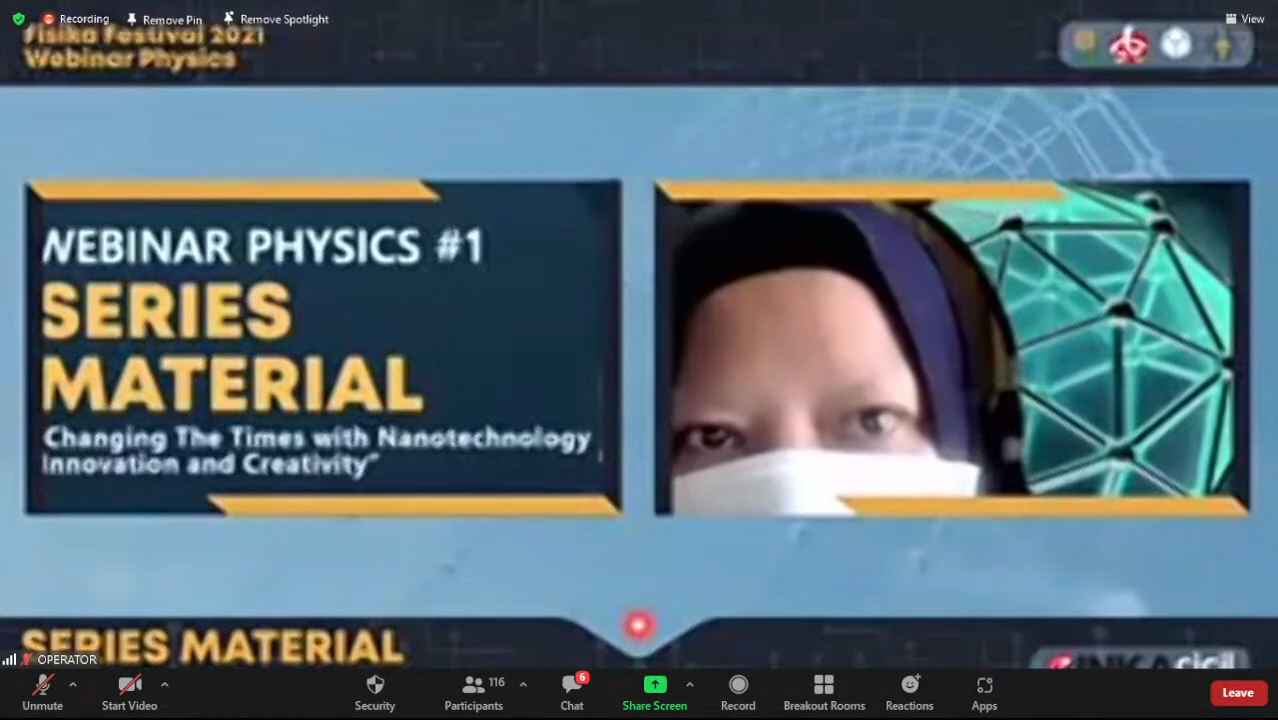 Recording
Remove Pin
Remove Spotlight
View
Fisika Festival 2021
Webinar Physics
WEBINAR PHYSICS #1
SERIES
MATERIAL
Changing The Times with Nanotechnology
Innovation and Creativity"
SERIES MATERIAL
OPERATOR
Unmute
Start Video
Security
116
Participants
6
Chat
Share Screen
Record
Breakout Rooms
Reactions
Apps
Leave